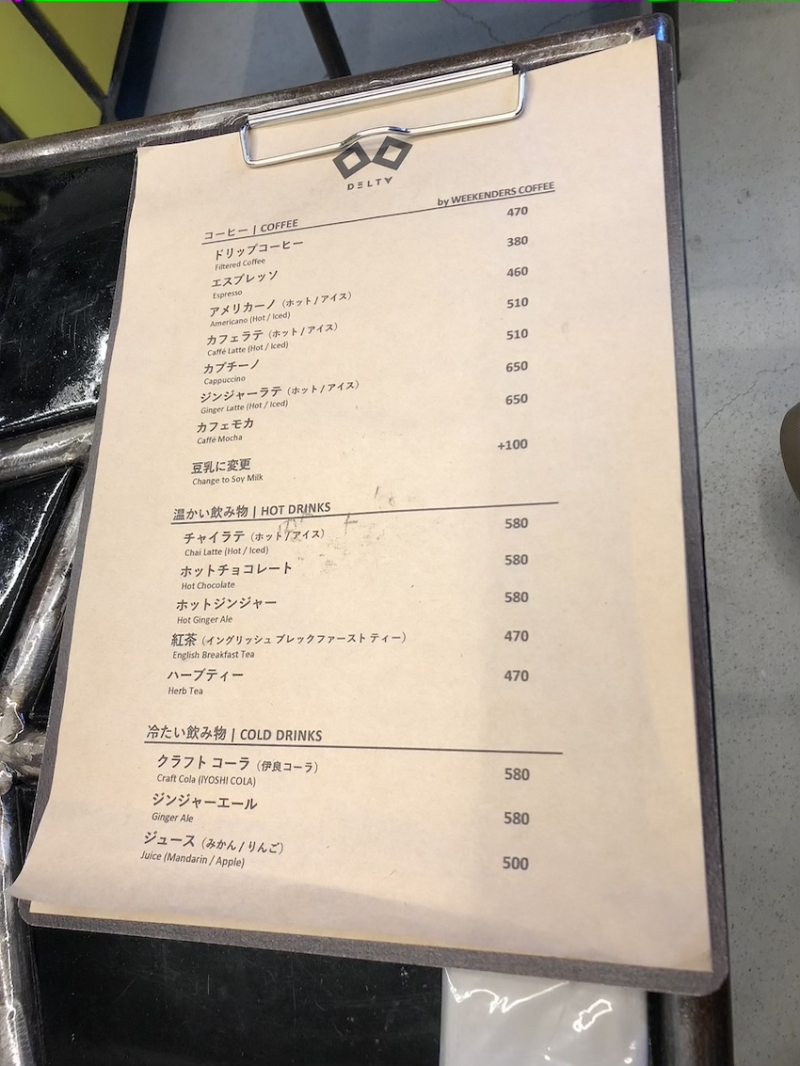 DELTA
by WEEKENDERS COFFEE
コーヒー | COFFEE
ドリップコーヒー 470
Filtered Coffee
エスプレッソ 380
Espresso
アメリカーノ（ホット / アイス） 460
Americano (Hot / Iced)
カフェラテ（ホット / アイス） 510
Caffé Latte (Hot / Iced)
カプチーノ 510
Cappuccino
ジンジャーラテ（ホット / アイス） 650
Ginger Latte (Hot / Iced)
カフェモカ 650
Caffé Mocha
豆乳に変更 +100
Change to Soy Milk
温かい飲み物 | HOT DRINKS
チャイラテ（ホット / アイス） 580
Chai Latte (Hot / Iced)
ホットチョコレート 580
Hot Chocolate
ホットジンジャー 580
Hot Ginger Ale
紅茶（イングリッシュ ブレックファースト ティー） 470
English Breakfast Tea
ハーブティー 470
Herb Tea
冷たい飲み物 | COLD DRINKS
クラフト コーラ（伊良コーラ） 580
Craft Cola (IYOSHI COLA)
ジンジャーエール 580
Ginger Ale
ジュース（みかん / りんご） 500
Juice (Mandarin / Apple)